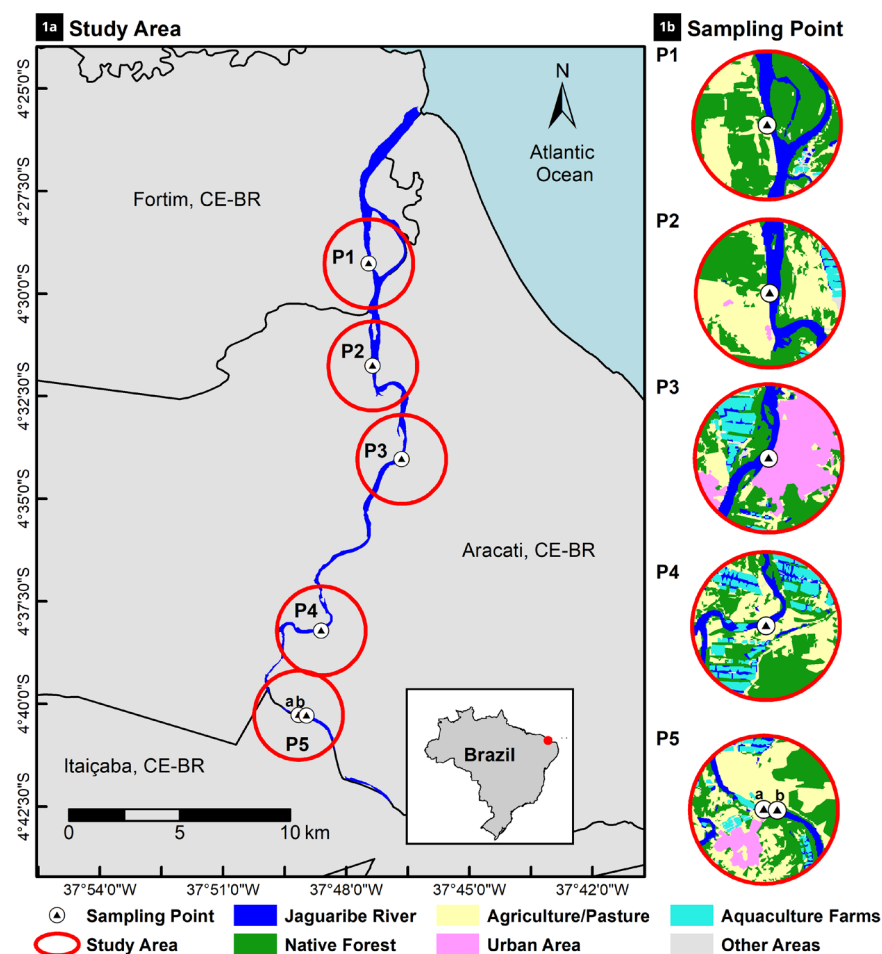 1a Study Area
1b Sampling Point
4°25'0"S
4°27'30"S
4°30'0"S
4°32'30"S
4°35'0"S
4°37'30"S
4°40'0"S
4°42'30"S
N
Atlantic
Ocean
Fortim, CE-BR
P1
P2
P3
Aracati, CE-BR
P4
a b
P5
Itaiçaba, CE-BR
Brazil
0 5 10 km
37°54'0"W 37°51'0"W 37°48'0"W 37°45'0"W 37°42'0"W
P1
P2
P3
P4
P5
a b
Sampling Point Jaguaribe River Agriculture/Pasture Aquaculture Farms
Study Area Native Forest Urban Area Other Areas